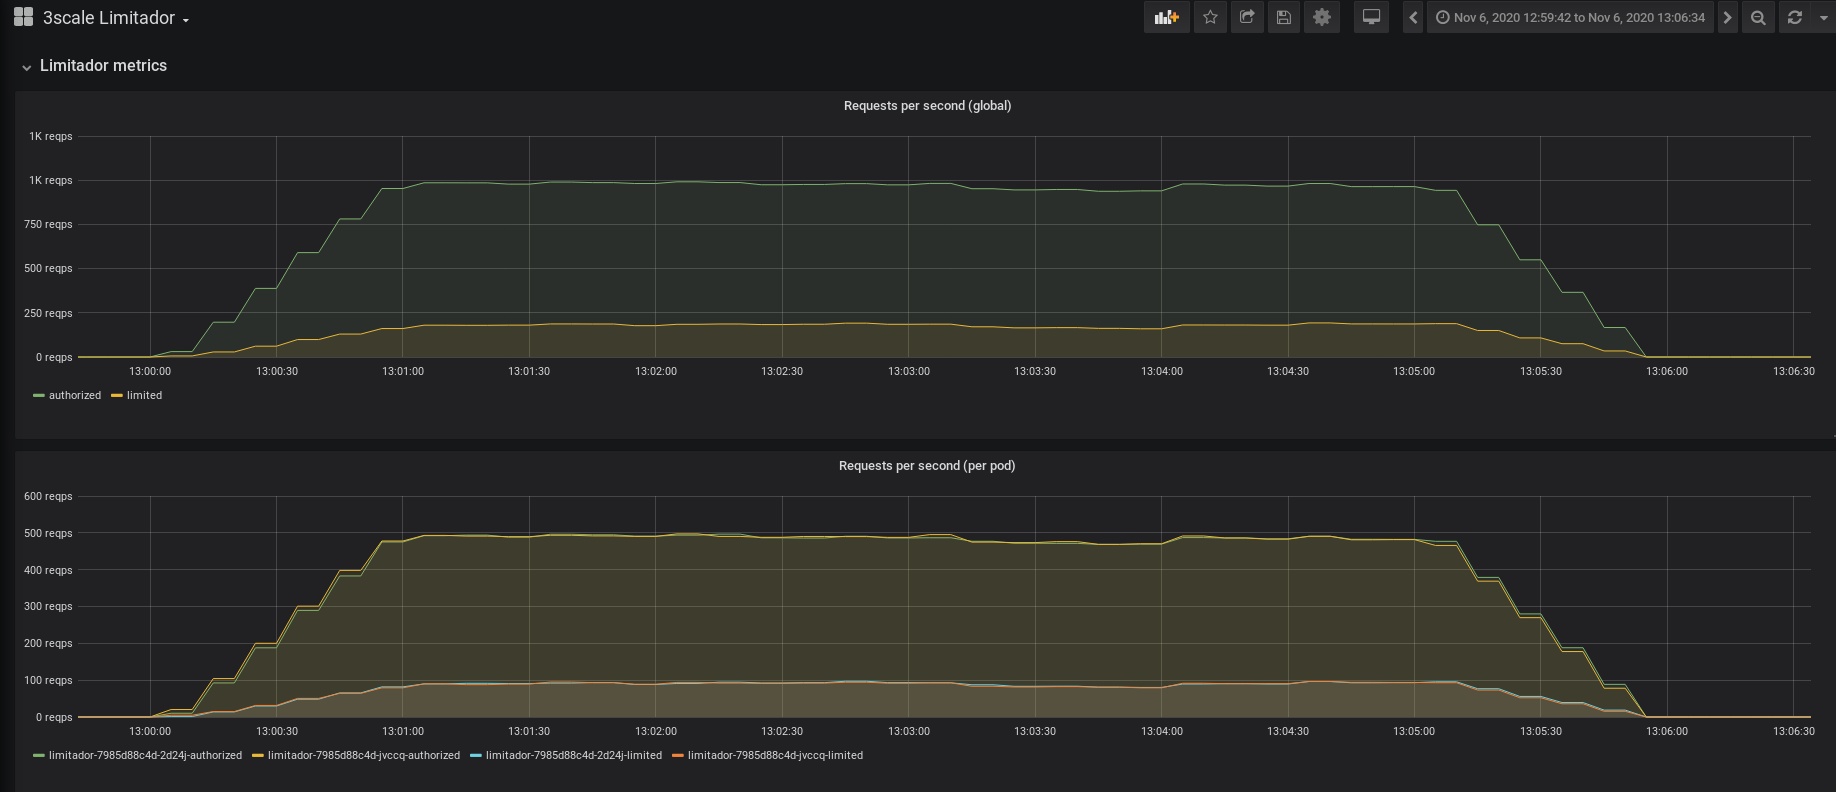 3scale Limitador
Nov 6, 2020 12:59:42 to Nov 6, 2020 13:06:34
Limitador metrics
Requests per second (global)
1K reqps
1K reqps
750 reqps
500 reqps
250 reqps
0 reqps
13:00:00 13:00:30 13:01:00 13:01:30 13:02:00 13:02:30 13:03:00 13:03:30 13:04:00 13:04:30 13:05:00 13:05:30 13:06:00 13:06:30
authorized limited
Requests per second (per pod)
600 reqps
500 reqps
400 reqps
300 reqps
200 reqps
100 reqps
0 reqps
13:00:00 13:00:30 13:01:00 13:01:30 13:02:00 13:02:30 13:03:00 13:03:30 13:04:00 13:04:30 13:05:00 13:05:30 13:06:00 13:06:30
limitador-7985d88c4d-2d24j-authorized limitador-7985d88c4d-jvccq-authorized limitador-7985d88c4d-2d24j-limited limitador-7985d88c4d-jvccq-limited